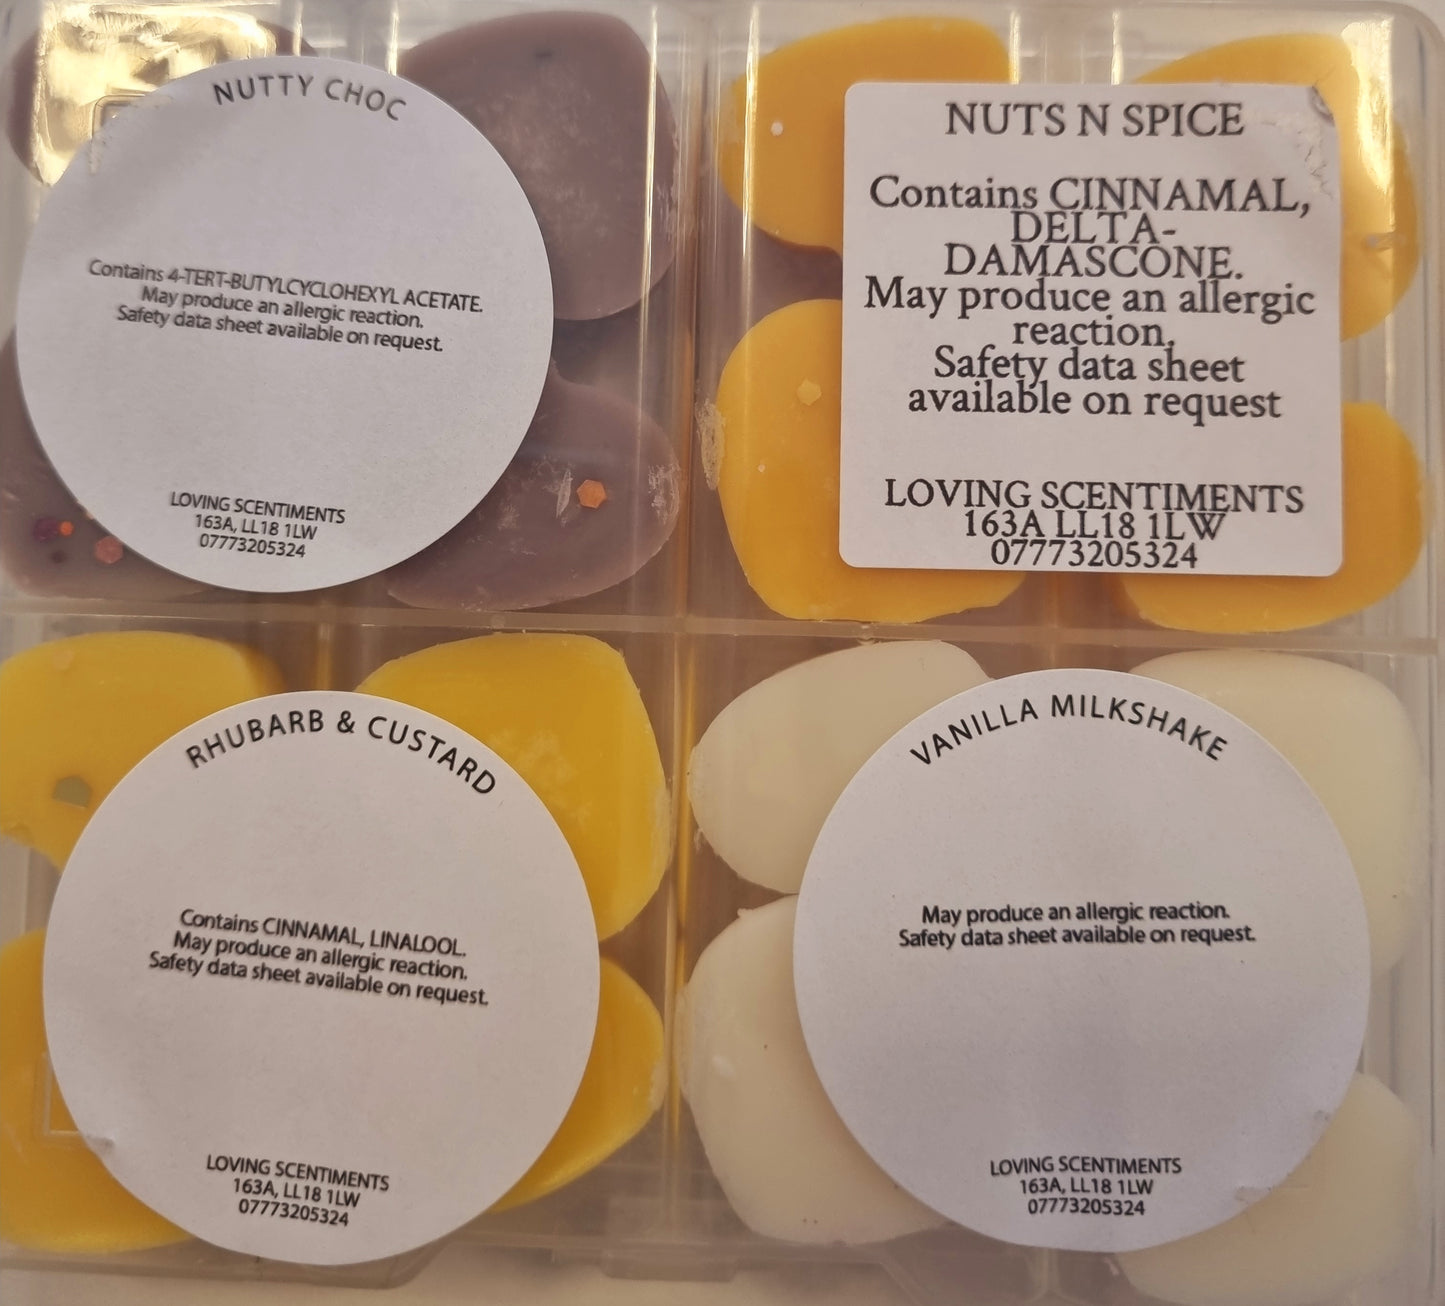 NUTTY CHOC
Contains 4-TERT-BUTYLCYCLOHEXYL ACETATE.
May produce an allergic reaction.
Safety data sheet available on request.
LOVING SCENTIMENTS
163A, LL18 1LW
07773205324
NUTS N SPICE
Contains CINNAMAL,
DELTA-
DAMASCONE.
May produce an allergic
reaction.
Safety data sheet
available on request
LOVING SCENTIMENTS
163A LL18 1LW
07773205324
RHUBARB & CUSTARD
Contains CINNAMAL, LINALOOL.
May produce an allergic reaction.
Safety data sheet available on request.
LOVING SCENTIMENTS
163A, LL18 1LW
07773205324
VANILLA MILKSHAKE
May produce an allergic reaction.
Safety data sheet available on request.
LOVING SCENTIMENTS
163A, LL18 1LW
07773205324